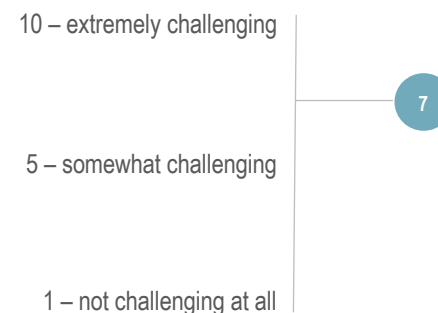 10 – extremely challenging
7
5 – somewhat challenging
1 – not challenging at all